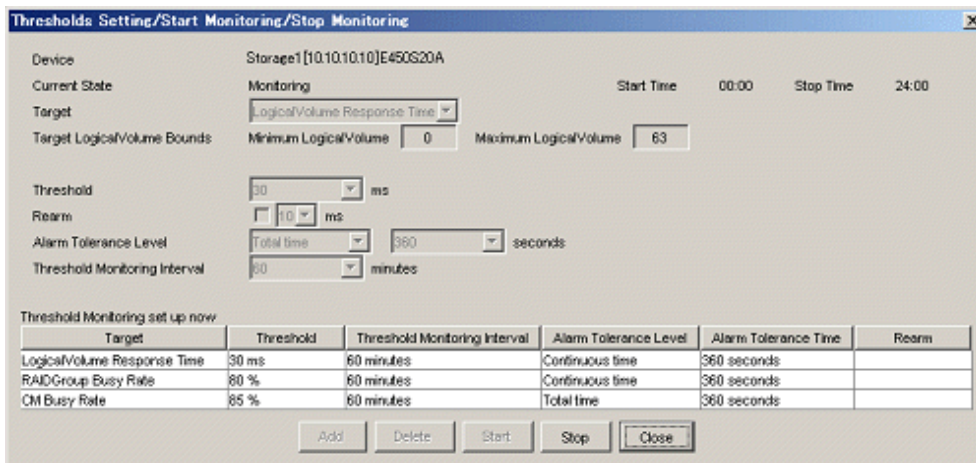 Thresholds Setting/Start Monitoring/Stop Monitoring
Device Storage1[10.10.10.10]E450S20A
Current State Monitoring Start Time 00:00 Stop Time 24:00
Target LogicalVolume Response Time
Target LogicalVolume Bounds Minimum LogicalVolume 0 Maximum LogicalVolume 63
Threshold 30 ms
Rearm 10 ms
Alarm Tolerance Level Total time 360 seconds
Threshold Monitoring Interval 60 minutes
Threshold Monitoring set up now
Target Threshold Threshold Monitoring Interval Alarm Tolerance Level Alarm Tolerance Time Rearm
LogicalVolume Response Time 30 ms 60 minutes Continuous time 360 seconds
RAIDGroup Busy Rate 80 % 60 minutes Continuous time 360 seconds
CM Busy Rate 85 % 60 minutes Total time 360 seconds
Add Delete Start Stop Close